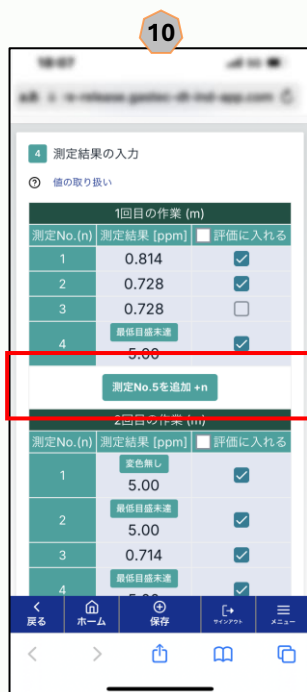 10
4 測定結果の入力
値の取り扱い
1回目の作業 (m)
測定No.(n) 測定結果 [ppm] 評価に入れる
1 0.814
2 0.728
3 0.728
最低目盛未達
4 5.00
測定No.5を追加 +n
2回目の作業 (m)
測定No.(n) 測定結果 [ppm] 評価に入れる
変色無し
1 5.00
最低目盛未達
2 5.00
3 0.714
最低目盛未達
4
戻る ホーム 保存 サインアウト メニュー